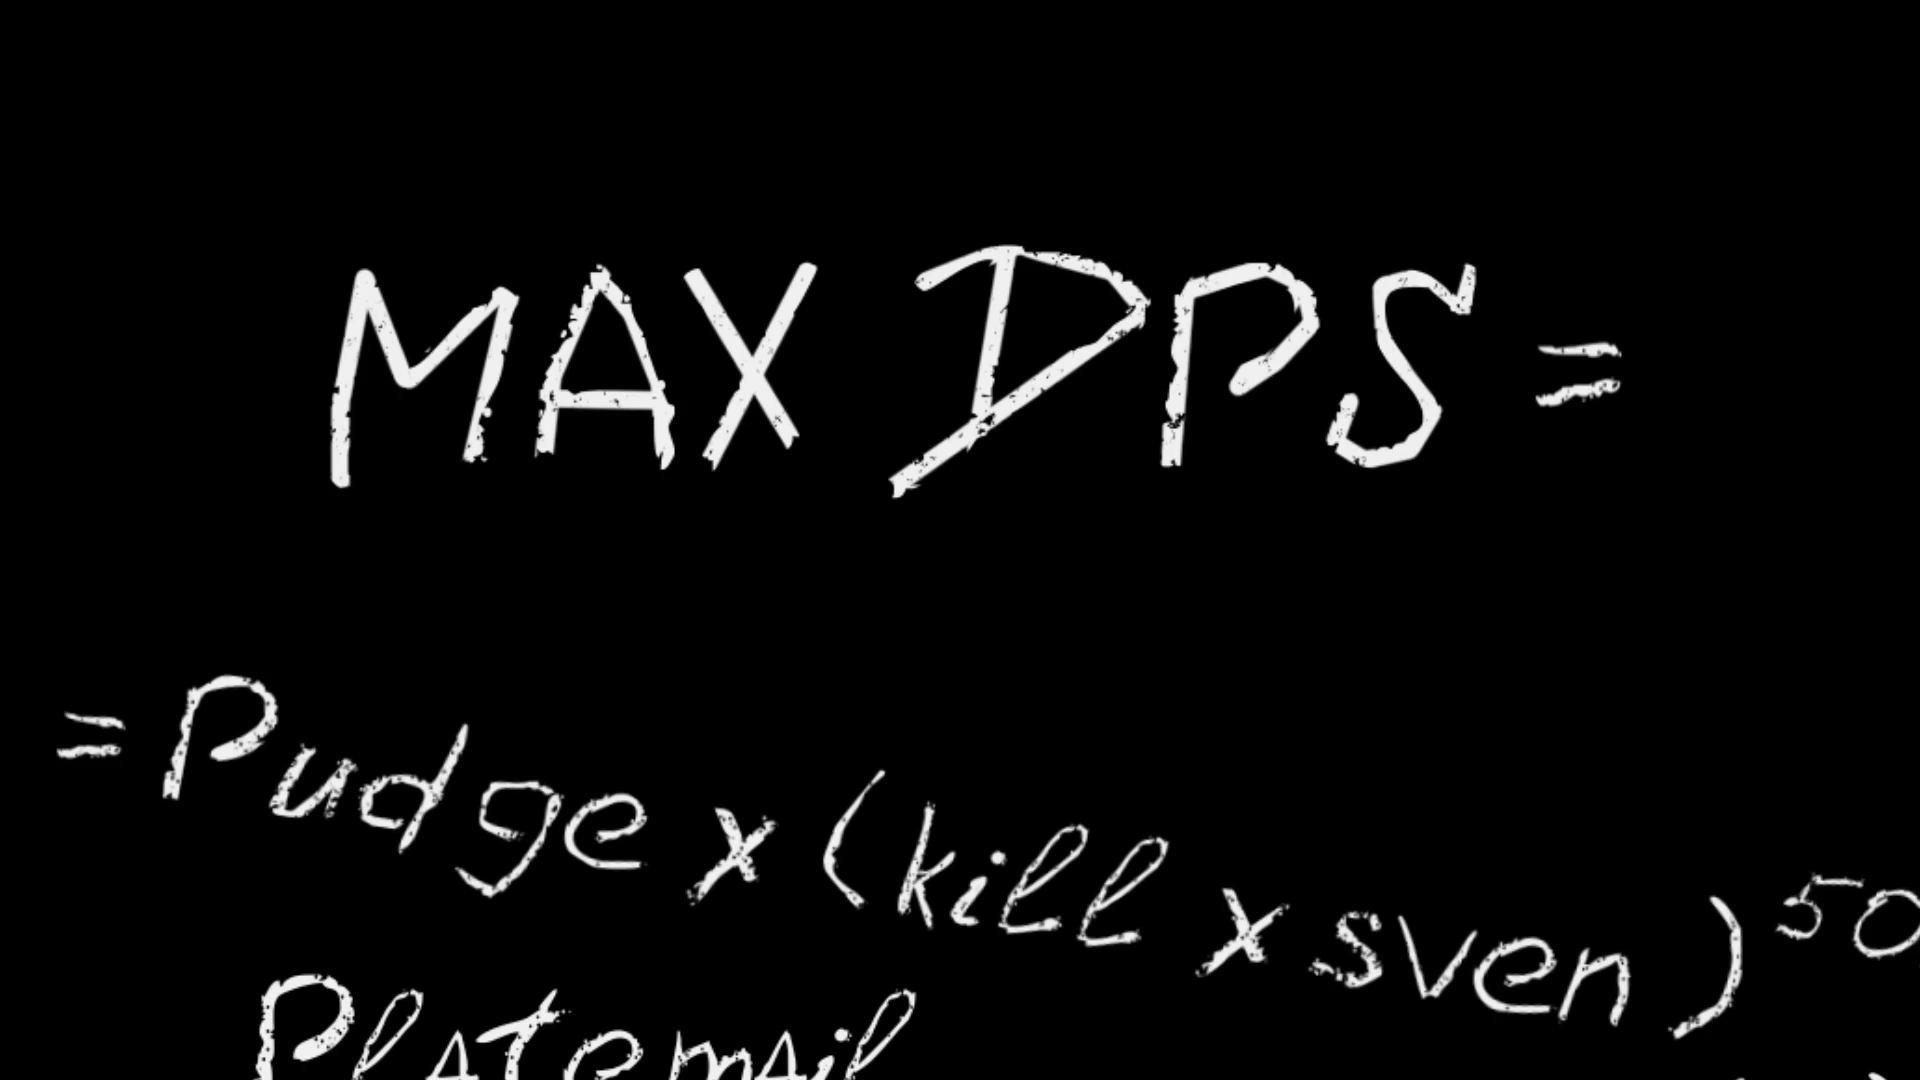 MAX DPS=
=Pudge x (kill x sven)^50
Platemail